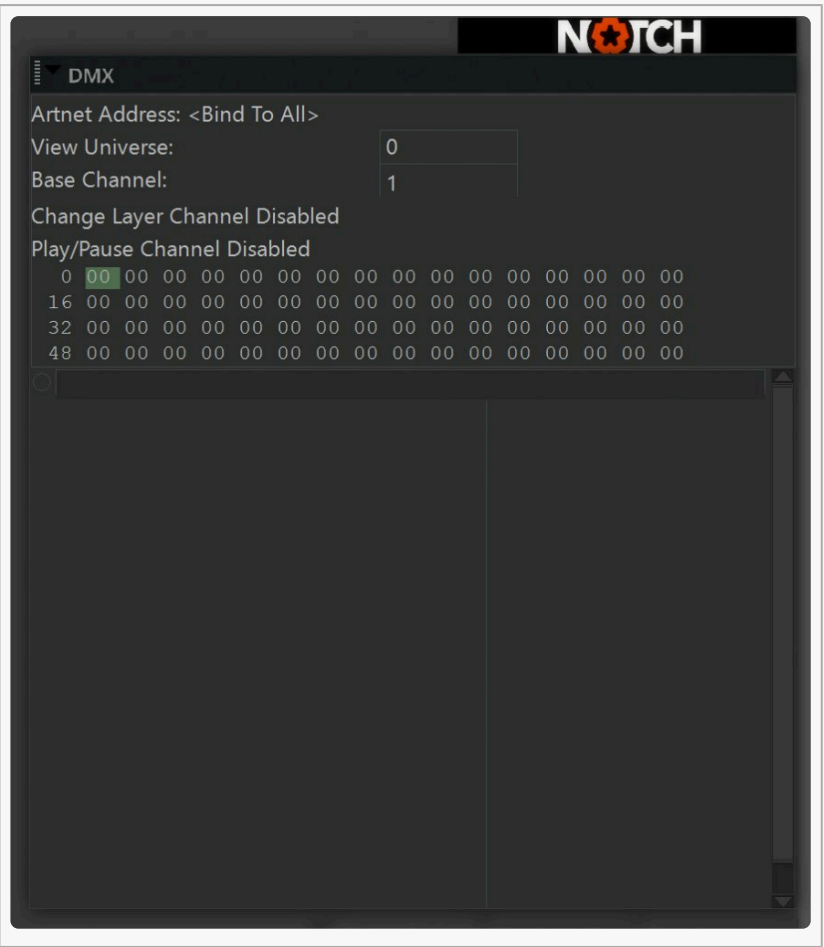 NOTCH
DMX
Artnet Address: <Bind To All>
View Universe: 0
Base Channel: 1
Change Layer Channel Disabled
Play/Pause Channel Disabled
0 00 00 00 00 00 00 00 00 00 00 00 00 00 00 00 00
16 00 00 00 00 00 00 00 00 00 00 00 00 00 00 00 00
32 00 00 00 00 00 00 00 00 00 00 00 00 00 00 00 00
48 00 00 00 00 00 00 00 00 00 00 00 00 00 00 00 00